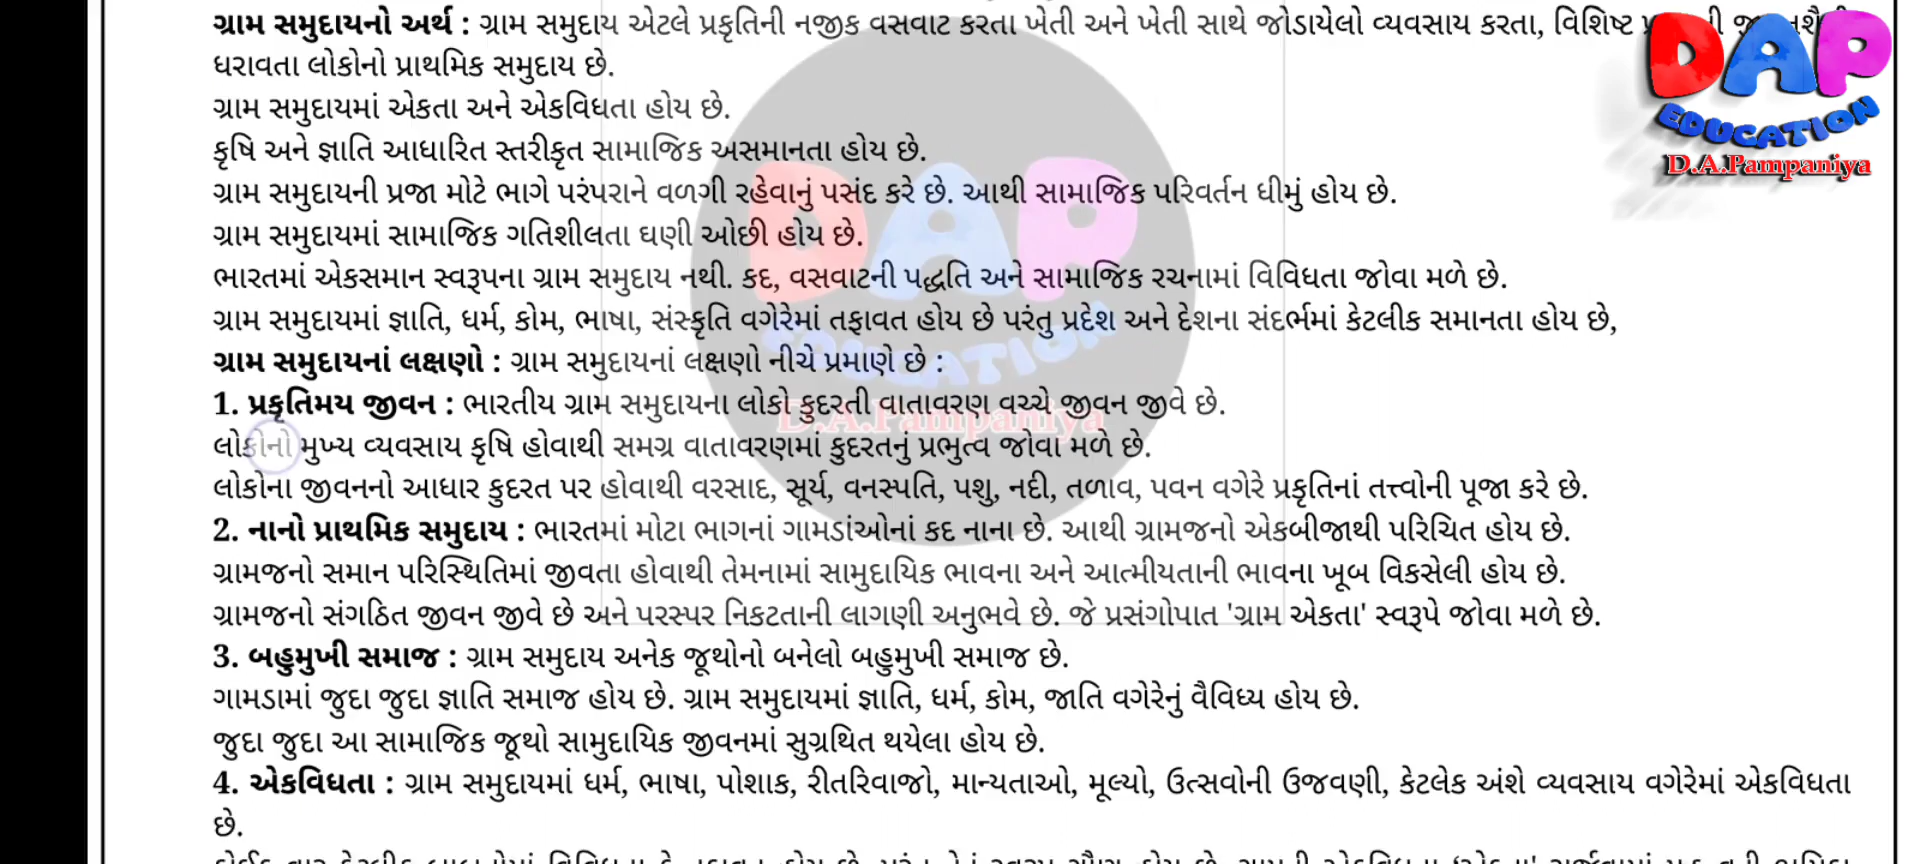 ગ્રામ સમુદાયનો અર્થ : ગ્રામ સમુદાય એટલે પ્રકૃતિની નજીક વસવાટ કરતા ખેતી અને ખેતી સાથે જોડાયેલો વ્યવસાય કરતા, વિશિષ્ટ
ધરાવતા લોકોનો પ્રાથમિક સમુદાય છે.
ગ્રામ સમુદાયમાં એકતા અને એકવિધતા હોય છે.
કૃષિ અને જ્ઞાતિ આધારિત સ્તરીકૃત સામાજિક અસમાનતા હોય છે.
ગ્રામ સમુદાયની પ્રજા મોટે ભાગે પરંપરાને વળગી રહેવાનું પસંદ કરે છે. આથી સામાજિક પરિવર્તન ધીમું હોય છે.
ગ્રામ સમુદાયમાં સામાજિક ગતિશીલતા ઘણી ઓછી હોય છે.
ભારતમાં એકસમાન સ્વરૂપના ગ્રામ સમુદાય નથી. કદ, વસવાટની પદ્ધતિ અને સામાજિક રચનામાં વિવિધતા જોવા મળે છે.
ગ્રામ સમુદાયમાં જ્ઞાતિ, ધર્મ, કોમ, ભાષા, સંસ્કૃતિ વગેરેમાં તફાવત હોય છે પરંતુ પ્રદેશ અને દેશના સંદર્ભમાં કેટલીક સમાનતા હોય છે,
ગ્રામ સમુદાયનાં લક્ષણો : ગ્રામ સમુદાયનાં લક્ષણો નીચે પ્રમાણે છે :
1. પ્રકૃતિમય જીવન : ભારતીય ગ્રામ સમુદાયના લોકો કુદરતી વાતાવરણ વચ્ચે જીવન જીવે છે.
લોકોનો મુખ્ય વ્યવસાય કૃષિ હોવાથી સમગ્ર વાતાવરણમાં કુદરતનું પ્રભુત્વ જોવા મળે છે.
લોકોના જીવનનો આધાર કુદરત પર હોવાથી વરસાદ, સૂર્ય, વનસ્પતિ, પશુ, નદી, તળાવ, પવન વગેરે પ્રકૃતિનાં તત્ત્વોની પૂજા કરે છે.
2. નાનો પ્રાથમિક સમુદાય : ભારતમાં મોટા ભાગનાં ગામડાંઓનાં કદ નાના છે. આથી ગ્રામજનો એકબીજાથી પરિચિત હોય છે.
ગ્રામજનો સમાન પરિસ્થિતિમાં જીવતા હોવાથી તેમનામાં સામુદાયિક ભાવના અને આત્મીયતાની ભાવના ખૂબ વિકસેલી હોય છે.
ગ્રામજનો સંગઠિત જીવન જીવે છે અને પરસ્પર નિકટતાની લાગણી અનુભવે છે. જે પ્રસંગોપાત 'ગ્રામ એકતા' સ્વરૂપે જોવા મળે છે.
3. બહુમુખી સમાજ : ગ્રામ સમુદાય અનેક જૂથોનો બનેલો બહુમુખી સમાજ છે.
ગામડામાં જુદા જુદા જ્ઞાતિ સમાજ હોય છે. ગ્રામ સમુદાયમાં જ્ઞાતિ, ધર્મ, કોમ, જાતિ વગેરેનું વૈવિધ્ય હોય છે.
જુદા જુદા આ સામાજિક જૂથો સામુદાયિક જીવનમાં સુગ્રથિત થયેલા હોય છે.
4. એકવિધતા : ગ્રામ સમુદાયમાં ધર્મ, ભાષા, પોશાક, રીતરિવાજો, માન્યતાઓ, મૂલ્યો, ઉત્સવોની ઉજવણી, કેટલેક અંશે વ્યવસાય વગેરેમાં એકવિધતા
છે.
DAP
EDUCATION
D.A.Pampaniya
DAP
EDUCATION
D.A.Pampaniya